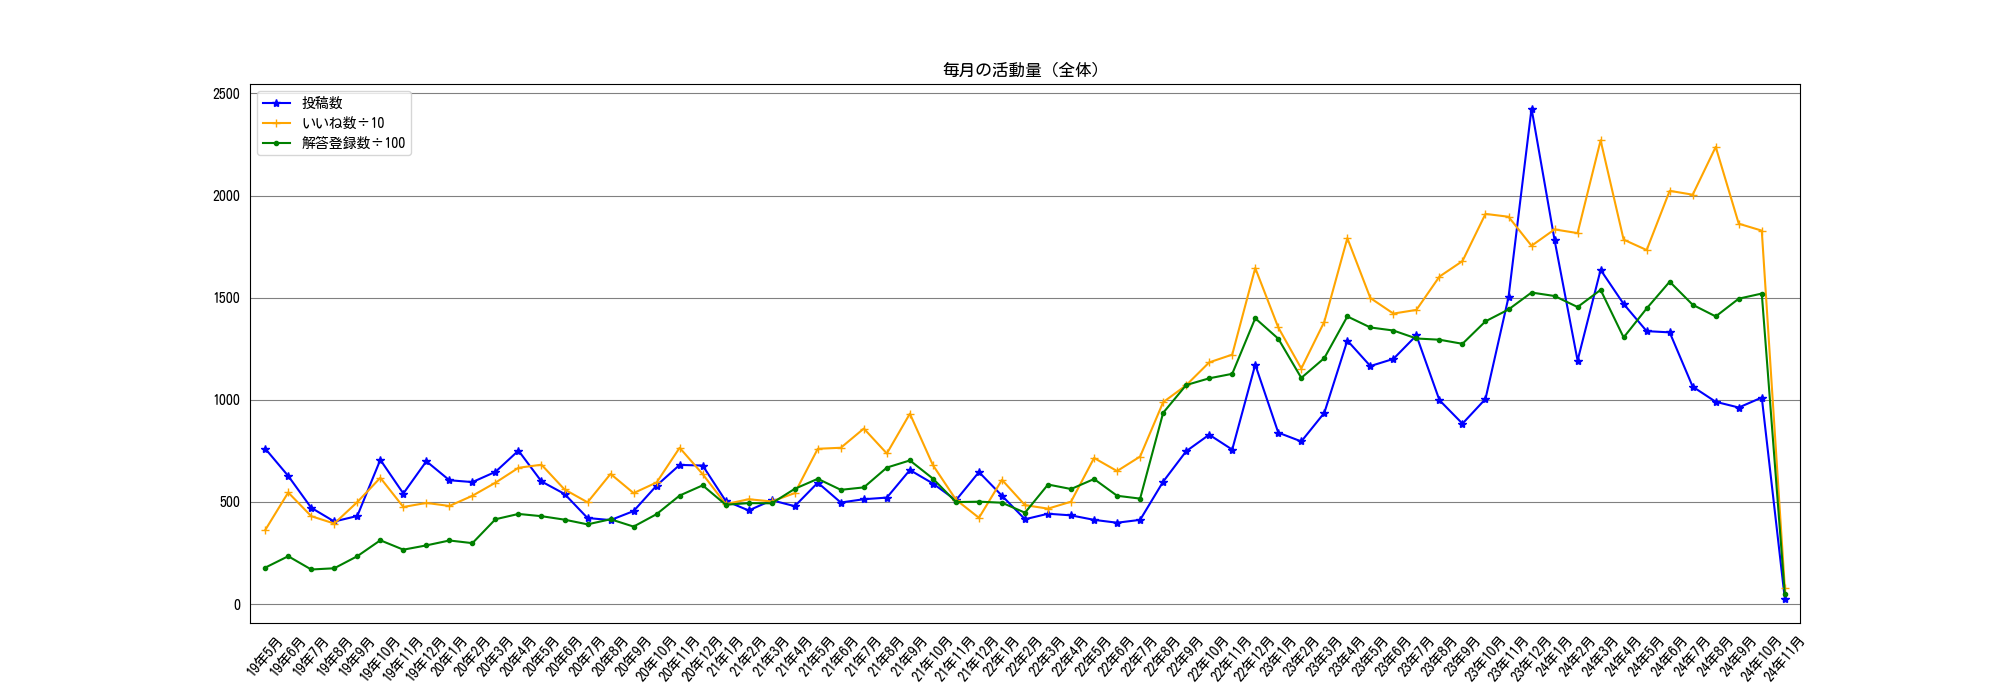 毎月の活動量（全体）
投稿数
いいね数÷10
解答登録数÷100
2500
2000
1500
1000
500
0
19年5月
19年6月
19年7月
19年8月
19年9月
19年10月
19年11月
19年12月
20年1月
20年2月
20年3月
20年4月
20年5月
20年6月
20年7月
20年8月
20年9月
20年10月
20年11月
20年12月
21年1月
21年2月
21年3月
21年4月
21年5月
21年6月
21年7月
21年8月
21年9月
21年10月
21年11月
21年12月
22年1月
22年2月
22年3月
22年4月
22年5月
22年6月
22年7月
22年8月
22年9月
22年10月
22年11月
22年12月
23年1月
23年2月
23年3月
23年4月
23年5月
23年6月
23年7月
23年8月
23年9月
23年10月
23年11月
23年12月
24年1月
24年2月
24年3月
24年4月
24年5月
24年6月
24年7月
24年8月
24年9月
24年10月
24年11月